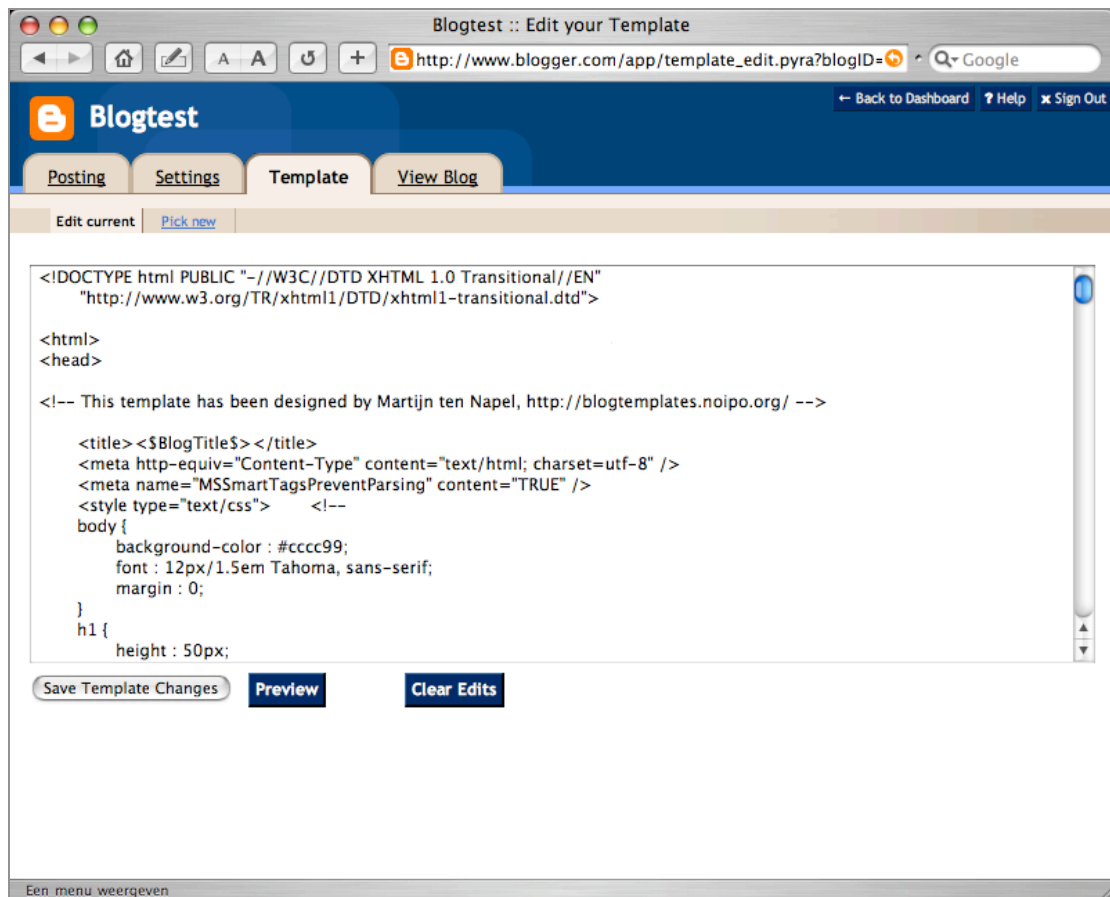 Blogtest :: Edit your Template
A A + http://www.blogger.com/app/template_edit.pyra?blogID= Google
← Back to Dashboard ? Help x Sign Out
Blogtest
Posting Settings Template View Blog
Edit current Pick new
<!DOCTYPE html PUBLIC "-//W3C//DTD XHTML 1.0 Transitional//EN"
"http://www.w3.org/TR/xhtml1/DTD/xhtml1-transitional.dtd">
<html>
<head>
<!-- This template has been designed by Martijn ten Napel, http://blogtemplates.noipo.org/ -->
<title><$BlogTitle$></title>
<meta http-equiv="Content-Type" content="text/html; charset=utf-8" />
<meta name="MSSmartTagsPreventParsing" content="TRUE" />
<style type="text/css"> <!--
body {
background-color : #cccc99;
font : 12px/1.5em Tahoma, sans-serif;
margin : 0;
}
h1 {
height : 50px;
Save Template Changes Preview Clear Edits
Een menu weergeven